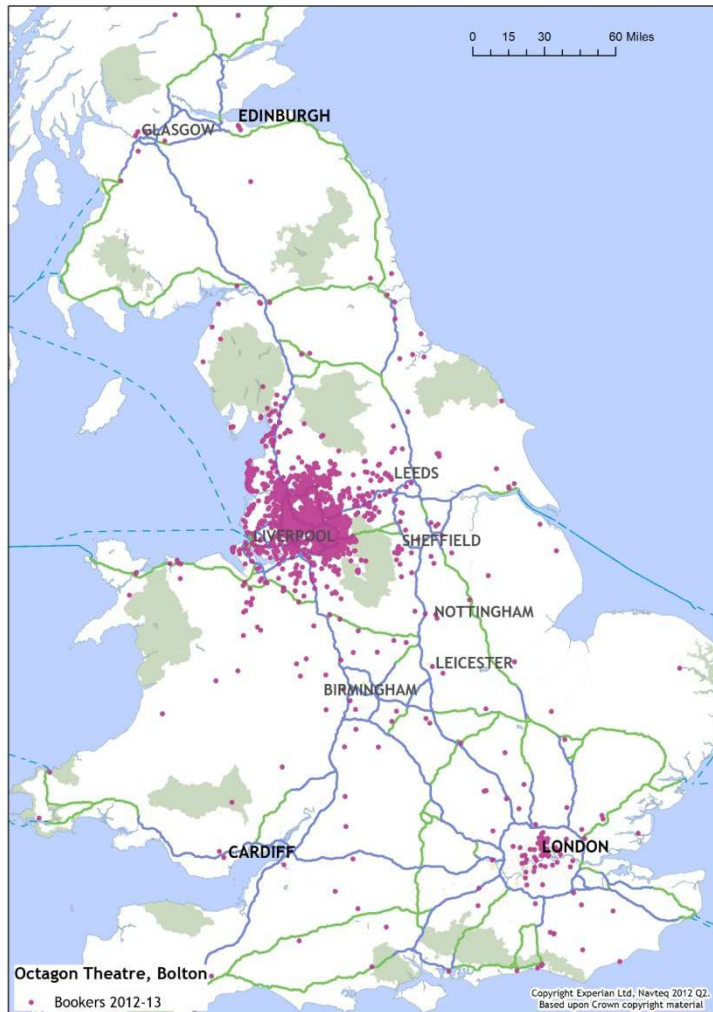 0 15 30 60 Miles
EDINBURGH
GLASGOW
LEEDS
LIVERPOOL
SHEFFIELD
NOTTINGHAM
LEICESTER
BIRMINGHAM
LONDON
CARDIFF
Octagon Theatre, Bolton
Bookers 2012-13
Copyright Experian Ltd, Navteq 2012 Q2.
Based upon Crown copyright material